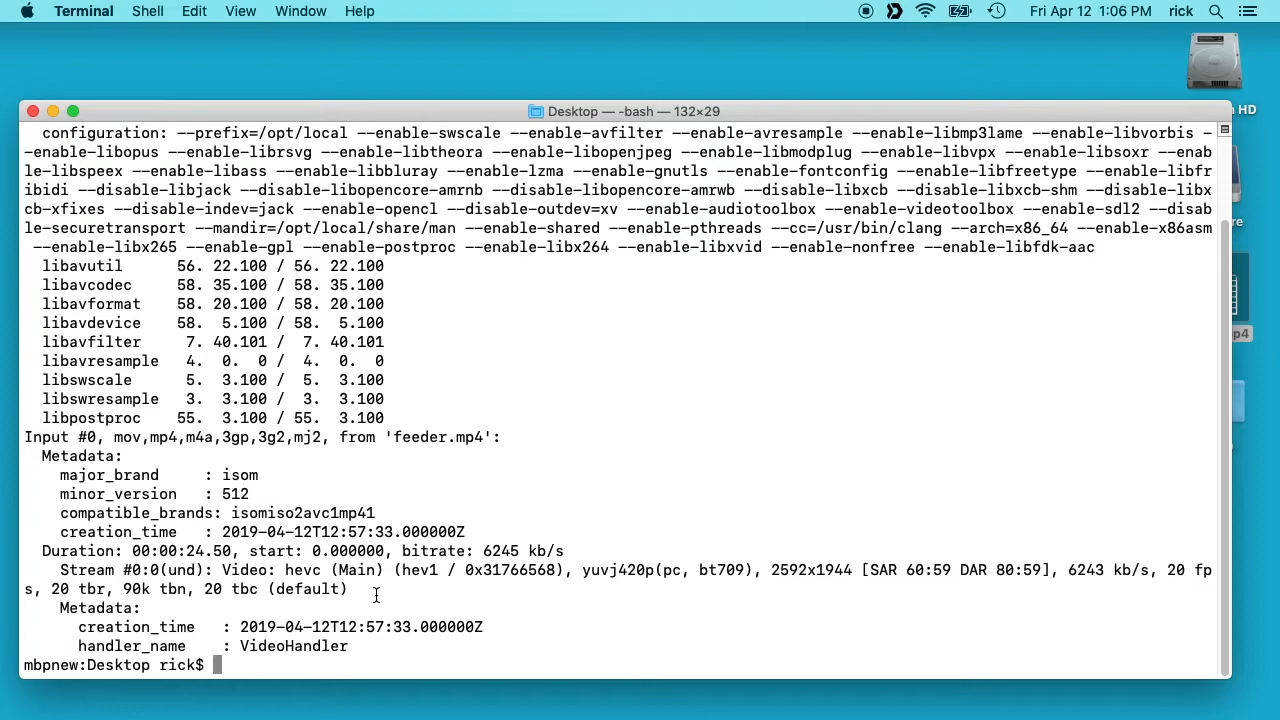 Terminal Shell Edit View Window Help Fri Apr 12 1:06 PM rick
Desktop — -bash — 132×29
configuration: --prefix=/opt/local --enable-swscale --enable-avfilter --enable-avresample --enable-libmp3lame --enable-libvorbis -
-enable-libopus --enable-librsvg --enable-libtheora --enable-libopenjpeg --enable-libmodplug --enable-libvpx --enable-libsoxr --enab
le-libspeex --enable-libass --enable-libbluray --enable-lzma --enable-gnutls --enable-fontconfig --enable-libfreetype --enable-libfr
ibidi --disable-libjack --disable-libopencore-amrnb --disable-libopencore-amrwb --disable-libxcb --disable-libxcb-shm --disable-libx
cb-xfixes --disable-indev=jack --enable-opencl --disable-outdev=xv --enable-audiotoolbox --enable-videotoolbox --enable-sdl2 --disab
le-securetransport --mandir=/opt/local/share/man --enable-shared --enable-pthreads --cc=/usr/bin/clang --arch=x86_64 --enable-x86asm
--enable-libx265 --enable-gpl --enable-postproc --enable-libx264 --enable-libxvid --enable-nonfree --enable-libfdk-aac
libavutil 56. 22.100 / 56. 22.100
libavcodec 58. 35.100 / 58. 35.100
libavformat 58. 20.100 / 58. 20.100
libavdevice 58. 5.100 / 58. 5.100
libavfilter 7. 40.101 / 7. 40.101
libavresample 4. 0. 0 / 4. 0. 0
libswscale 5. 3.100 / 5. 3.100
libswresample 3. 3.100 / 3. 3.100
libpostproc 55. 3.100 / 55. 3.100
Input #0, mov,mp4,m4a,3gp,3g2,mj2, from 'feeder.mp4':
Metadata:
major_brand : isom
minor_version : 512
compatible_brands: isomiso2avc1mp41
creation_time : 2019-04-12T12:57:33.000000Z
Duration: 00:00:24.50, start: 0.000000, bitrate: 6245 kb/s
Stream #0:0(und): Video: hevc (Main) (hev1 / 0x31766568), yuvj420p(pc, bt709), 2592x1944 [SAR 60:59 DAR 80:59], 6243 kb/s, 20 fp
s, 20 tbr, 90k tbn, 20 tbc (default)
Metadata:
creation_time : 2019-04-12T12:57:33.000000Z
handler_name : VideoHandler
mbpnew:Desktop rick$
HD
re
p4